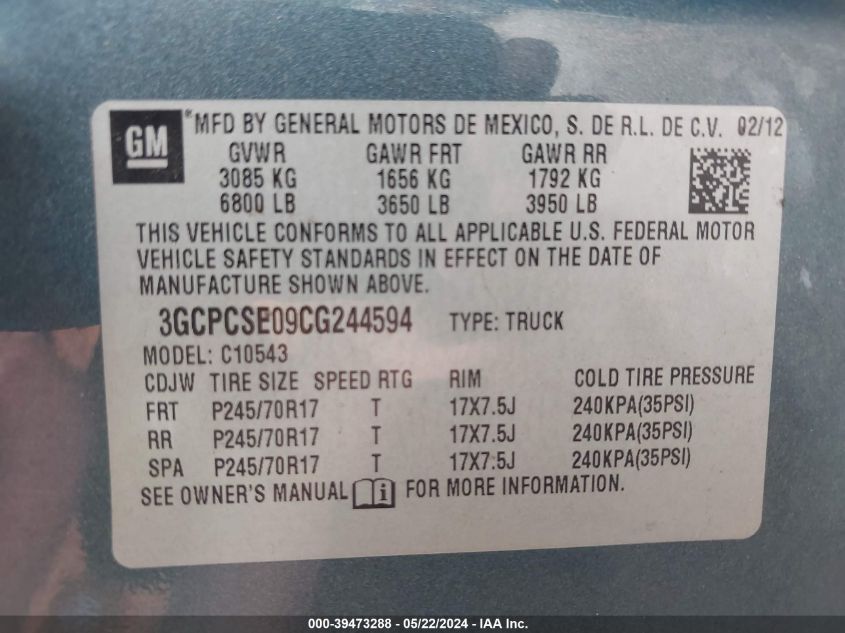 GM
® MFD BY GENERAL MOTORS DE MEXICO, S. DE R.L. DE C.V. 02/12
GVWR GAWR FRT GAWR RR
3085 KG 1656 KG 1792 KG
6800 LB 3650 LB 3950 LB
THIS VEHICLE CONFORMS TO ALL APPLICABLE U.S. FEDERAL MOTOR
VEHICLE SAFETY STANDARDS IN EFFECT ON THE DATE OF
MANUFACTURE SHOWN ABOVE.
3GCPCSE09CG244594 TYPE: TRUCK
MODEL: C10543
CDJW TIRE SIZE SPEED RTG RIM COLD TIRE PRESSURE
FRT P245/70R17 T 17X7.5J 240KPA(35PSI)
RR P245/70R17 T 17X7.5J 240KPA(35PSI)
SPA P245/70R17 T 17X7.5J 240KPA(35PSI)
SEE OWNER'S MANUAL i FOR MORE INFORMATION.
000-39473288 - 05/22/2024 - IAAI, Inc.